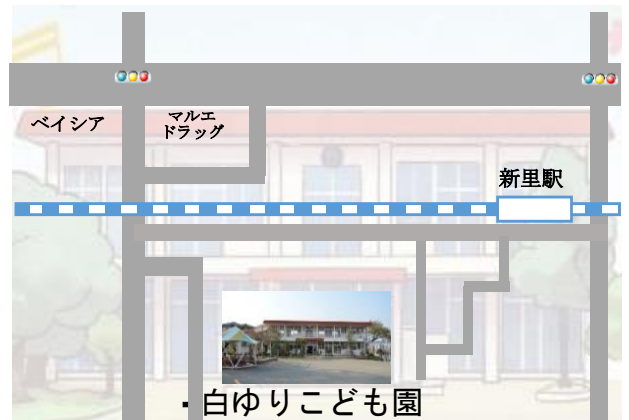 ベイシア
マルエ
ドラッグ
新里駅
・白ゆりこども園